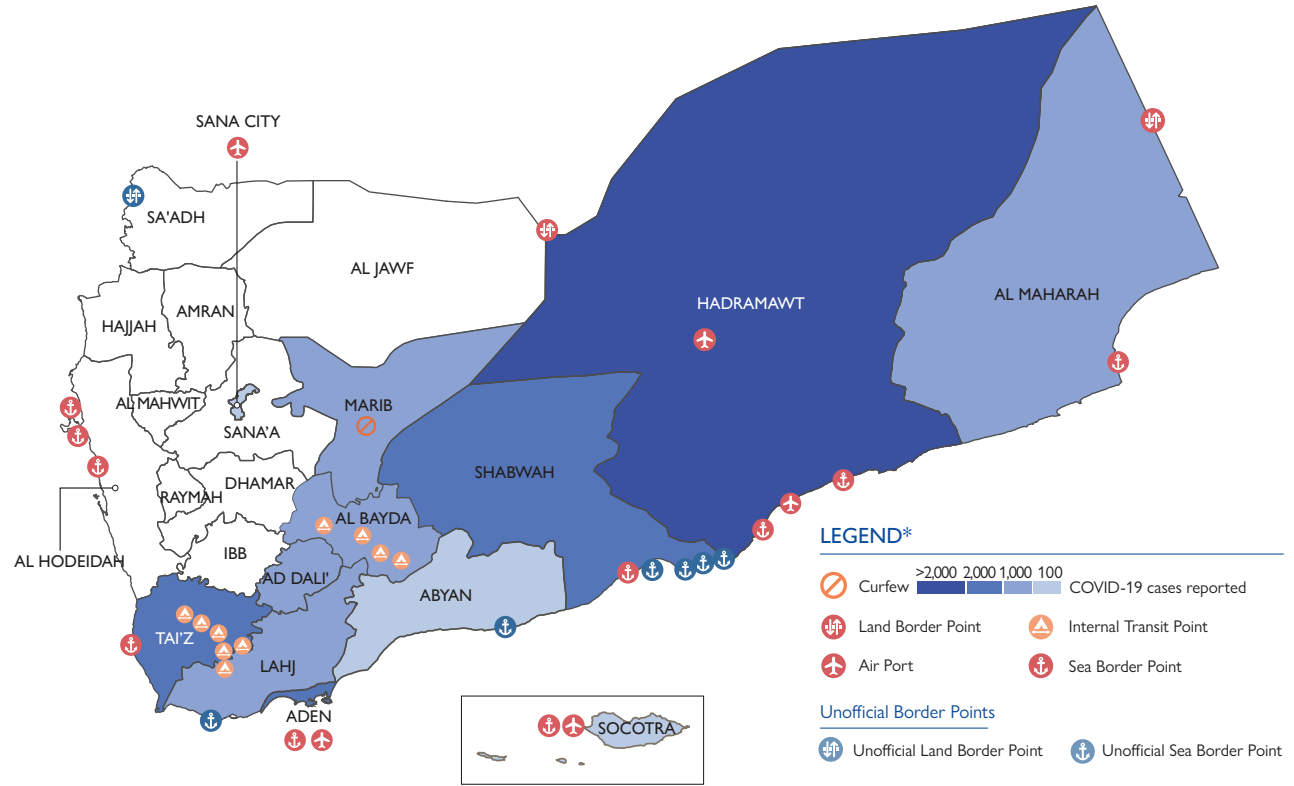 SANA CITY
SA'ADH
AL JAWF
HADRAMAWT
AL MAHARAH
AMRAN
HAJJAH
AL MAHWIT
MARIB
SANA'A
SHABWAH
DHAMAR
RAYMAH
AL BAYDA
IBB
AL HODEIDAH
AD DALI'
ABYAN
TAI'Z
LAHJ
ADEN
SOCOTRA
LEGEND*
Curfew >2,000 2,000 1,000 100 COVID-19 cases reported
Land Border Point Internal Transit Point
Air Port Sea Border Point
Unofficial Border Points
Unofficial Land Border Point Unofficial Sea Border Point